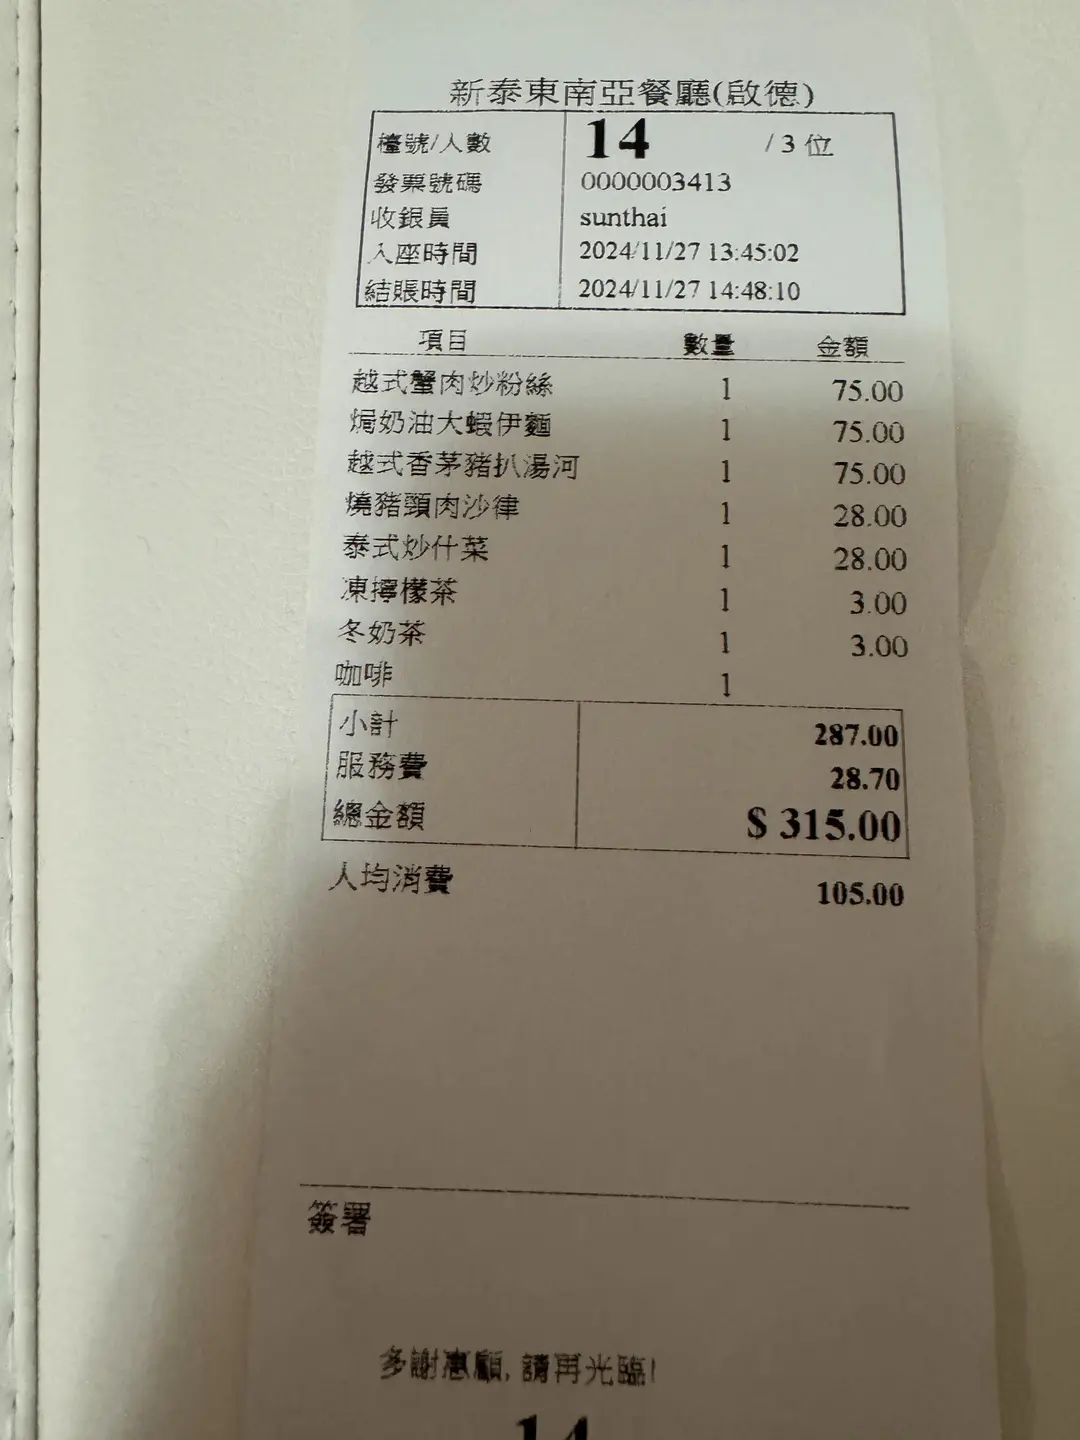 新泰東南亞餐廳(啟德)
檯號/人數 14 / 3 位
發票號碼 0000003413
收銀員 sunthai
入座時間 2024/11/27 13:45:02
結賬時間 2024/11/27 14:48:10
項目 數量 金額
越式蟹肉炒粉絲 1 75.00
焗奶油大蝦伊麵 1 75.00
越式香茅豬扒湯河 1 75.00
燒豬頸肉沙律 1 28.00
泰式炒什菜 1 28.00
凍檸檬茶 1 3.00
冬奶茶 1 3.00
咖啡 1
小計 287.00
服務費 28.70
總金額 $ 315.00
人均消費 105.00
簽署
多謝惠顧, 請再光臨!
14